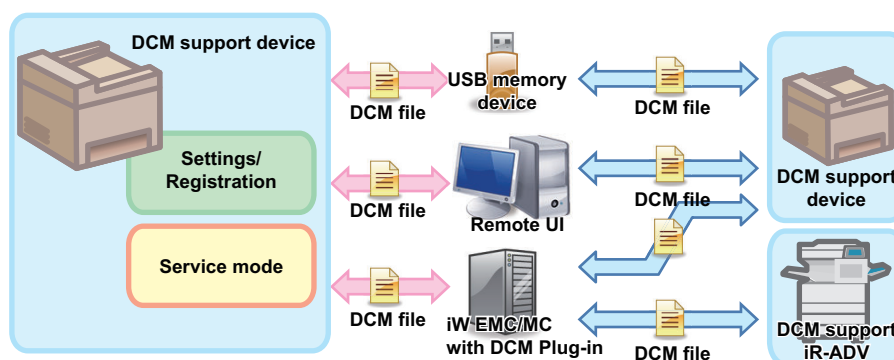 DCM support device
Settings/
Registration
Service mode
DCM file
DCM file
DCM file
USB memory
device
Remote UI
iW EMC/MC
with DCM Plug-in
DCM file
DCM file
DCM file
DCM support
device
DCM support
iR-ADV